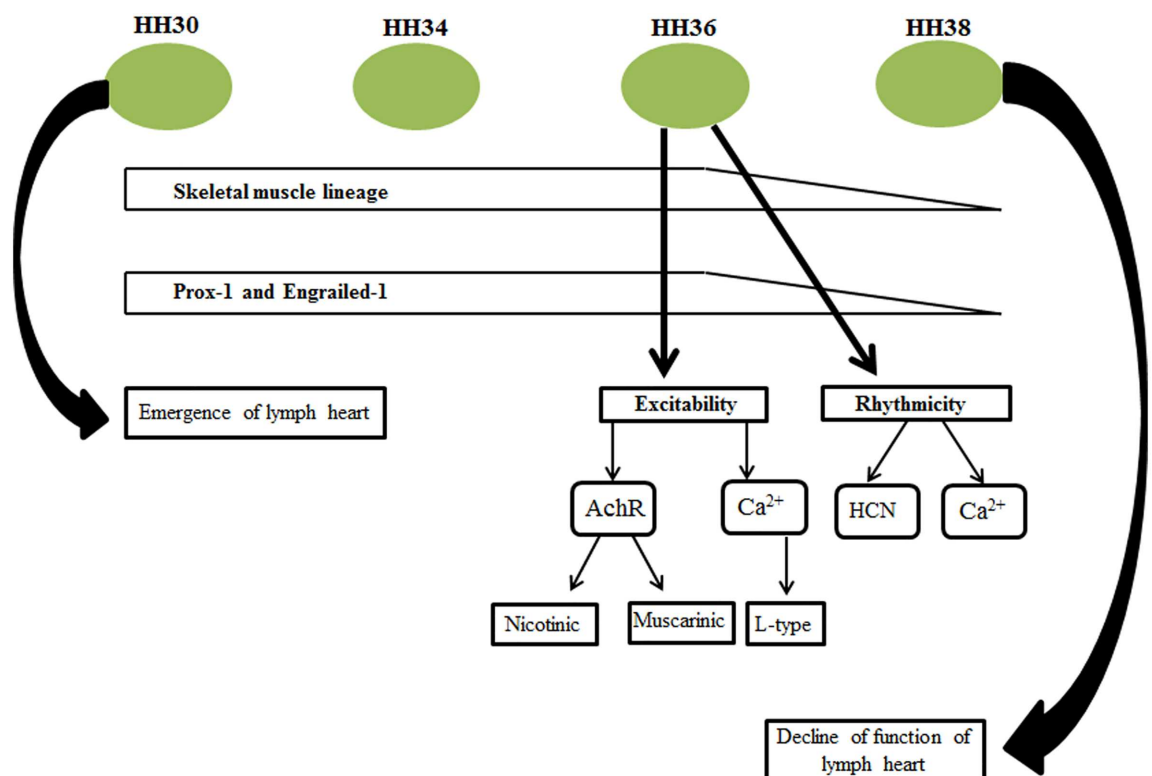 HH30 HH34 HH36 HH38
Skeletal muscle lineage
Prox-1 and Engrailed-1
Emergence of lymph heart
Excitability Rhythmicity
AchR Ca²⁺ HCN Ca²⁺
Nicotinic Muscarinic L-type
Decline of function of
lymph heart